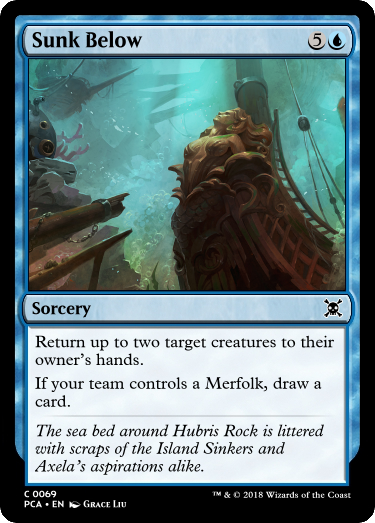 Sunk Below 5
Sorcery
Return up to two target creatures to their
owner's hands.
If your team controls a Merfolk, draw a
card.
The sea bed around Hubris Rock is littered
with scraps of the Island Sinkers and
Axela's aspirations alike.
C 0069
PCA • EN Grace Liu
™ & © 2018 Wizards of the Coast